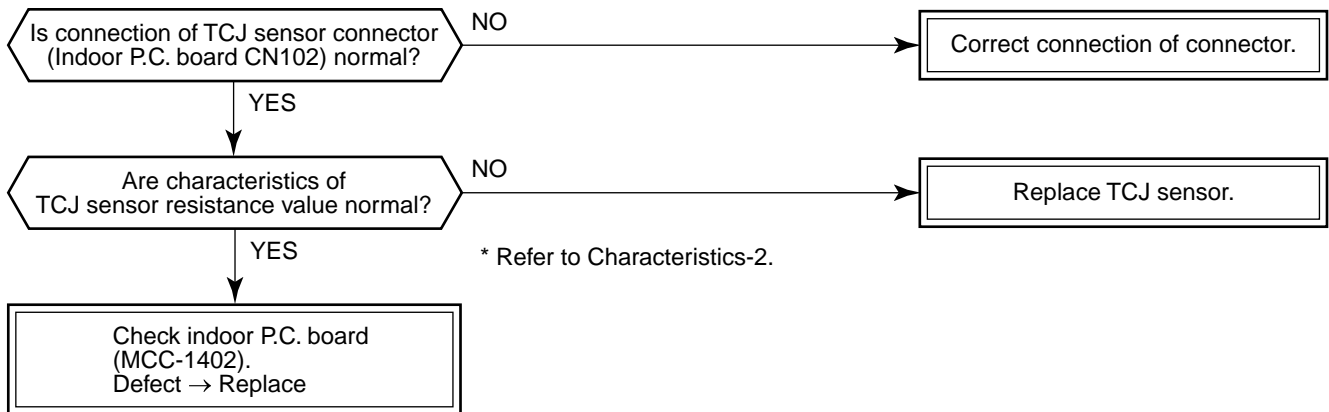 Is connection of TCJ sensor connector
(Indoor P.C. board CN102) normal?
NO
Correct connection of connector.
YES
Are characteristics of
TCJ sensor resistance value normal?
NO
Replace TCJ sensor.
YES
* Refer to Characteristics-2.
Check indoor P.C. board
(MCC-1402).
Defect → Replace